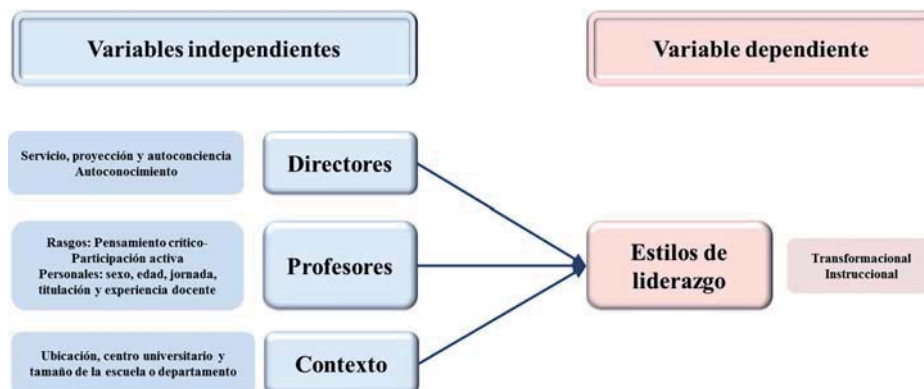 Variables independientes
Variable dependiente
Servicio, proyección y autoconciencia
Autoconocimiento
Directores
Rasgos: Pensamiento crítico-
Participación activa
Personales: sexo, edad, jornada,
titulación y experiencia docente
Profesores
Estilos de
liderazgo
Transformacional
Instruccional
Ubicación, centro universitario y
tamaño de la escuela o departamento
Contexto